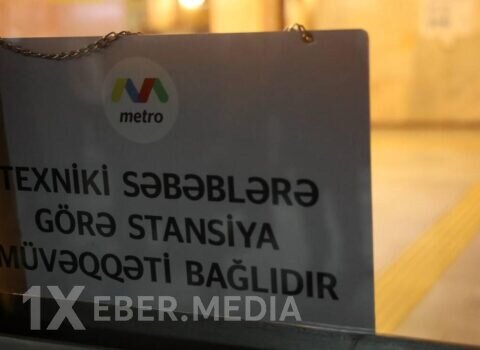 metro
TEXNİKİ SƏBƏBLƏRƏ
GÖRƏ STANSİYA
MÜVƏQQƏTİ BAĞLIDIR
1XEBER.MEDIA